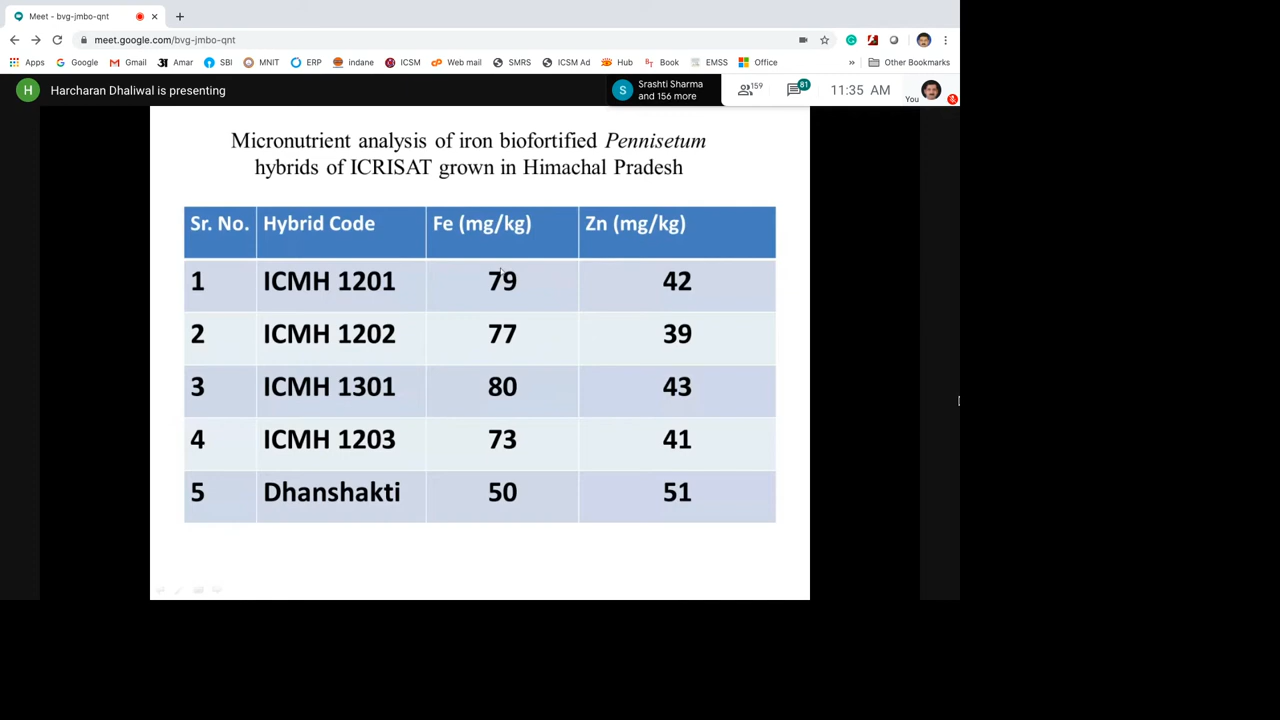 Meet - bvg-jmbo-qnt
meet.google.com/bvg-jmbo-qnt
Apps Google Gmail Amar SBI MNIT ERP indane ICSM Web mail SMRS ICSM Ad Hub Book EMSS Office » Other Bookmarks
H Harcharan Dhaliwal is presenting
S Srashti Sharma
and 156 more
159
81
11:35 AM
You
Micronutrient analysis of iron biofortified Pennisetum
hybrids of ICRISAT grown in Himachal Pradesh
Sr. No. Hybrid Code Fe (mg/kg) Zn (mg/kg)
1 ICMH 1201 79 42
2 ICMH 1202 77 39
3 ICMH 1301 80 43
4 ICMH 1203 73 41
5 Dhanshakti 50 51